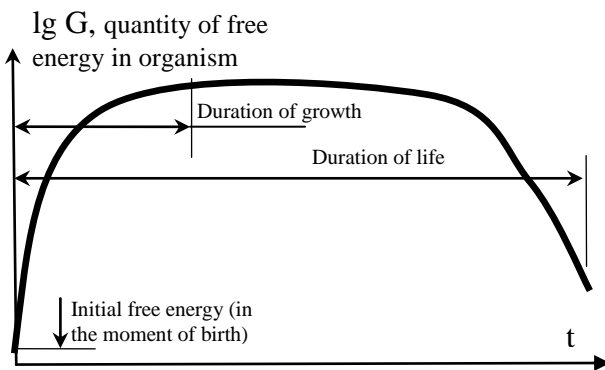 lg G, quantity of free
energy in organism
Duration of growth
Duration of life
Initial free energy (in
the moment of birth)
t